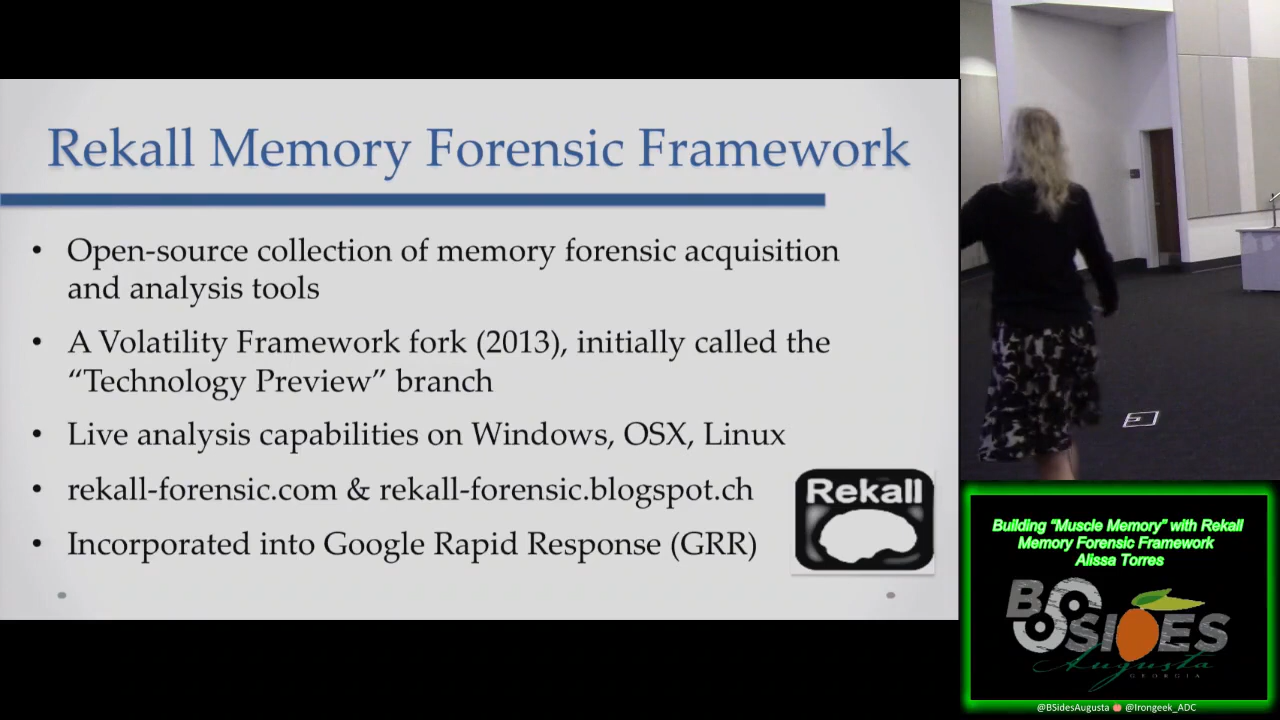 Rekall Memory Forensic Framework
• Open-source collection of memory forensic acquisition
and analysis tools
• A Volatility Framework fork (2013), initially called the
“Technology Preview” branch
• Live analysis capabilities on Windows, OSX, Linux
• rekall-forensic.com & rekall-forensic.blogspot.ch
• Incorporated into Google Rapid Response (GRR)
Rekall
Building “Muscle Memory” with Rekall
Memory Forensic Framework
Alissa Torres
BSIDES
Augusta
GEORGIA
@BSidesAugusta @Irongeek_ADC